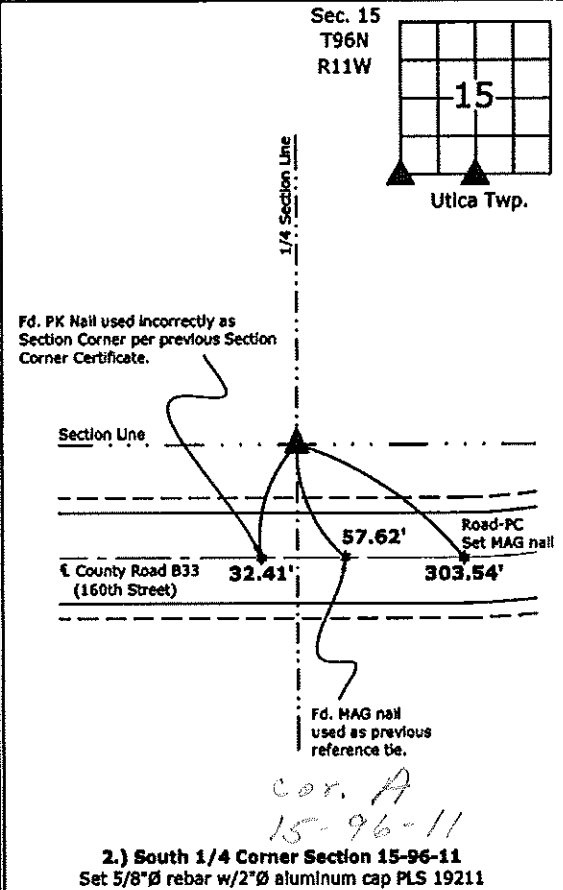 Sec. 15
T96N
R11W
15
Utica Twp.
1/4 Section Line
Fd. PK Nail used incorrectly as
Section Corner per previous Section
Corner Certificate.
Section Line
57.62'
Road-PC
Set MAG nail
℄ County Road B33
(160th Street)
32.41'
303.54'
Fd. MAG nail
used as previous
reference tie.
cor. A
15-96-11
2.) South 1/4 Corner Section 15-96-11
Set 5/8"Ø rebar w/2"Ø aluminum cap PLS 19211